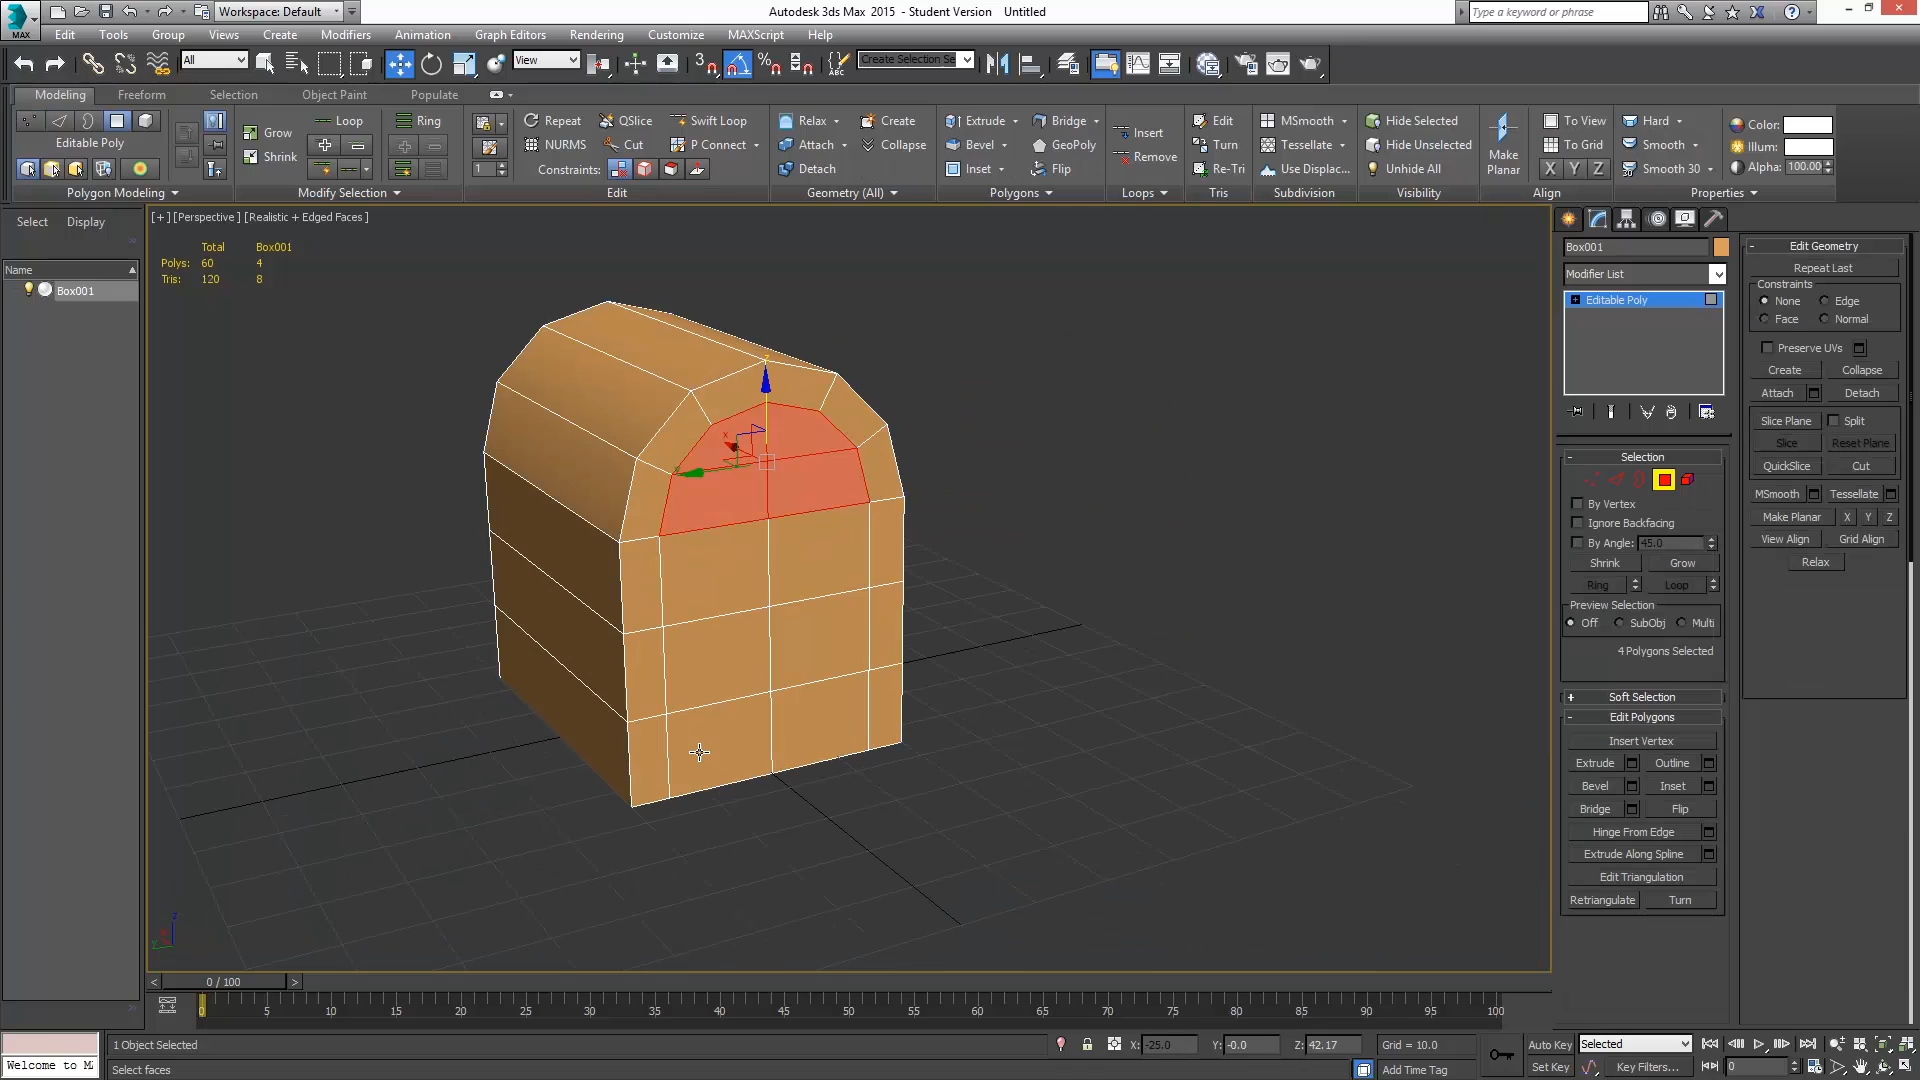 MAX
Workspace: Default
Autodesk 3ds Max 2015 - Student Version Untitled
Type a keyword or phrase
Edit Tools Group Views Create Modifiers Animation Graph Editors Rendering Customize MAXScript Help
All
View
3
Create Selection Se
Modeling Freeform Selection Object Paint Populate
Loop Ring Repeat QSlice Swift Loop Relax Create Extrude Bridge Insert Edit MSmooth Hide Selected To View Hard Color:
Editable Poly Grow Shrink NURMS Cut P Connect Attach Collapse Bevel GeoPoly Remove Turn Tessellate Hide Unselected Make Planar To Grid Smooth Illum:
1 Constraints: Detach Inset Flip Re-Tri Use Displac... Unhide All X Y Z Smooth 30 Alpha: 100.00
Polygon Modeling Modify Selection Edit Geometry (All) Polygons Loops Tris Subdivision Visibility Align Properties
Select Display
Name
Box001
[+] [Perspective ] [Realistic + Edged Faces ]
Total Box001
Polys: 60 4
Tris: 120 8
z
x
y
Box001
Modifier List
Editable Poly
Selection
By Vertex
Ignore Backfacing
By Angle: 45.0
Shrink Grow
Ring Loop
Preview Selection
Off SubObj Multi
4 Polygons Selected
Soft Selection
Edit Polygons
Insert Vertex
Extrude Outline
Bevel Inset
Bridge Flip
Hinge From Edge
Extrude Along Spline
Edit Triangulation
Retriangulate Turn
Edit Geometry
Repeat Last
Constraints
None Edge
Face Normal
Preserve UVs
Create Collapse
Attach Detach
Slice Plane Split
Slice Reset Plane
QuickSlice Cut
MSmooth Tessellate
Make Planar X Y Z
View Align Grid Align
Relax
0 / 100
0 5 10 15 20 25 30 35 40 45 50 55 60 65 70 75 80 85 90 95 100
1 Object Selected X: -25.0 Y: -0.0 Z: 42.17 Grid = 10.0 Auto Key Selected
Welcome to
Select faces Add Time Tag Set Key Key Filters... 0